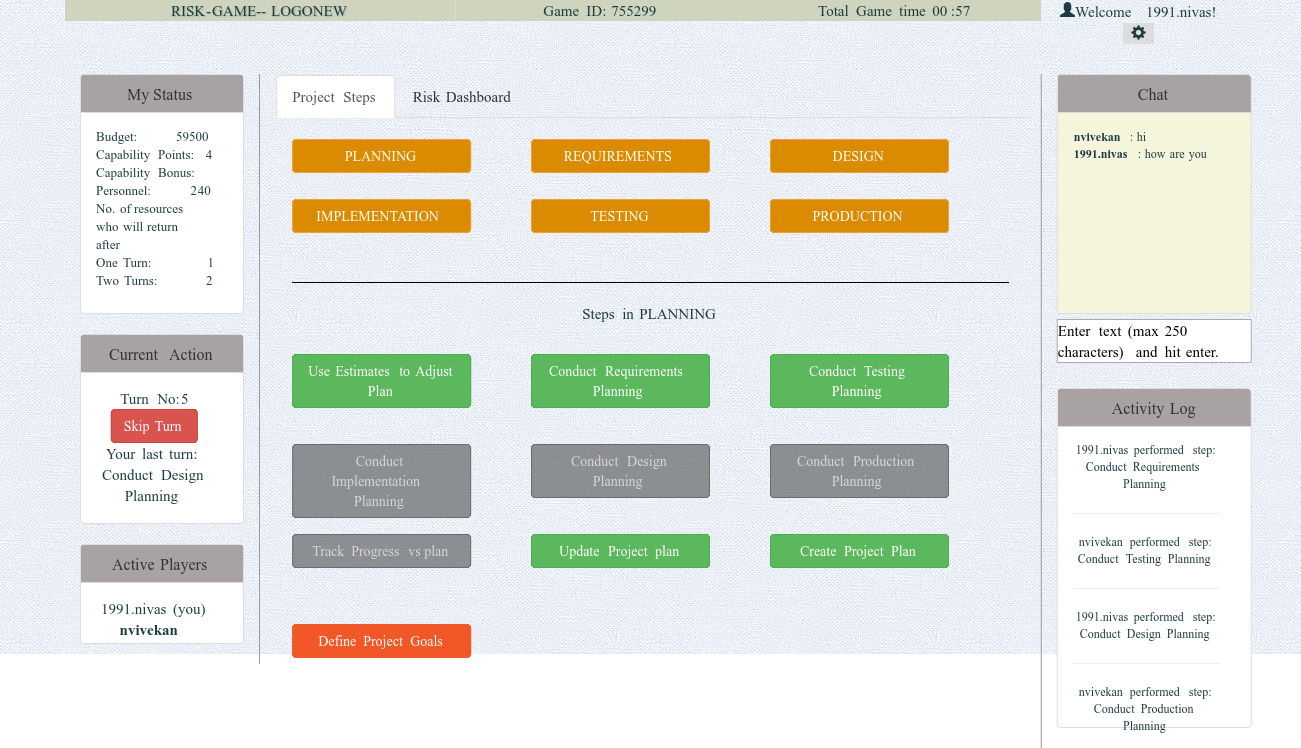 RISK-GAME-- LOGONEW
Game ID: 755299
Total Game time 00 :57
Welcome 1991.nivas!
My Status
Budget: 59500
Capability Points: 4
Capability Bonus:
Personnel: 240
No. of resources
who will return
after
One Turn: 1
Two Turns: 2
Current Action
Turn No:5
Skip Turn
Your last turn:
Conduct Design
Planning
Active Players
1991.nivas (you)
nvivekan
Project Steps
Risk Dashboard
PLANNING
REQUIREMENTS
DESIGN
IMPLEMENTATION
TESTING
PRODUCTION
Steps in PLANNING
Use Estimates to Adjust
Plan
Conduct Requirements
Planning
Conduct Testing
Planning
Conduct
Implementation
Planning
Conduct Design
Planning
Conduct Production
Planning
Track Progress vs plan
Update Project plan
Create Project Plan
Define Project Goals
Chat
nvivekan : hi
1991.nivas : how are you
Enter text (max 250
characters) and hit enter.
Activity Log
1991.nivas performed step:
Conduct Requirements
Planning
nvivekan performed step:
Conduct Testing Planning
1991.nivas performed step:
Conduct Design Planning
nvivekan performed step:
Conduct Production
Planning